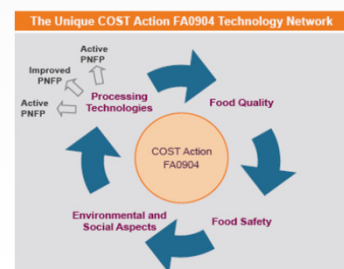 The Unique COST Action FA0904 Technology Network
Active
PNFP
Improved
PNFP
Active
PNFP
Processing
Technologies
Food Quality
COST Action
FA0904
Environmental and
Social Aspects
Food Safety